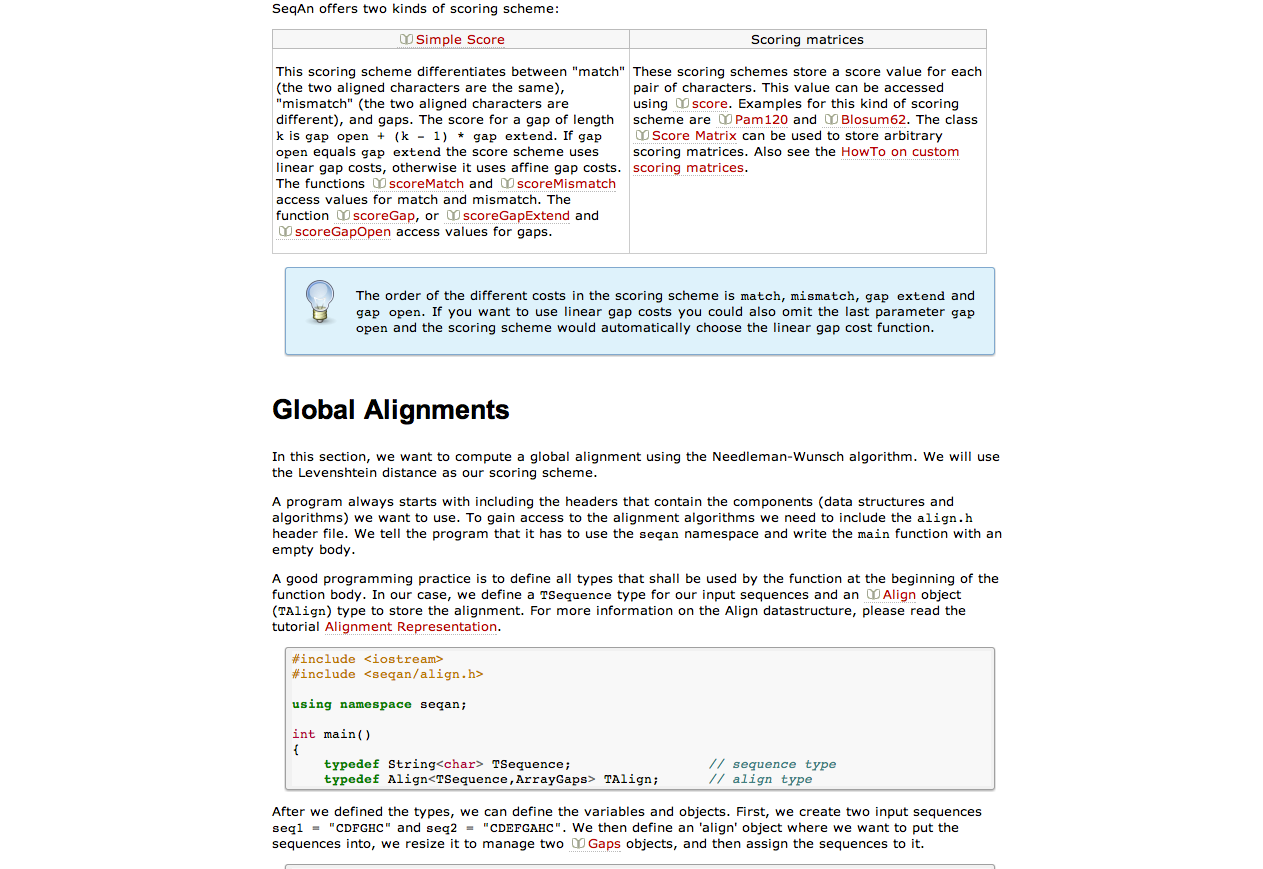 SeqAn offers two kinds of scoring scheme:
Simple Score
Scoring matrices
This scoring scheme differentiates between "match"
(the two aligned characters are the same),
"mismatch" (the two aligned characters are
different), and gaps. The score for a gap of length
k is gap open + (k - 1) * gap extend. If gap
open equals gap extend the score scheme uses
linear gap costs, otherwise it uses affine gap costs.
The functions scoreMatch and scoreMismatch
access values for match and mismatch. The
function scoreGap, or scoreGapExtend and
scoreGapOpen access values for gaps.
These scoring schemes store a score value for each
pair of characters. This value can be accessed
using score. Examples for this kind of scoring
scheme are Pam120 and Blosum62. The class
Score Matrix can be used to store arbitrary
scoring matrices. Also see the HowTo on custom
scoring matrices.
The order of the different costs in the scoring scheme is match, mismatch, gap extend and
gap open. If you want to use linear gap costs you could also omit the last parameter gap
open and the scoring scheme would automatically choose the linear gap cost function.
Global Alignments
In this section, we want to compute a global alignment using the Needleman-Wunsch algorithm. We will use
the Levenshtein distance as our scoring scheme.
A program always starts with including the headers that contain the components (data structures and
algorithms) we want to use. To gain access to the alignment algorithms we need to include the align.h
header file. We tell the program that it has to use the seqan namespace and write the main function with an
empty body.
A good programming practice is to define all types that shall be used by the function at the beginning of the
function body. In our case, we define a TSequence type for our input sequences and an Align object
(TAlign) type to store the alignment. For more information on the Align datastructure, please read the
tutorial Alignment Representation.
#include <iostream>
#include <seqan/align.h>
using namespace seqan;
int main()
{
typedef String<char> TSequence; // sequence type
typedef Align<TSequence,ArrayGaps> TAlign; // align type
After we defined the types, we can define the variables and objects. First, we create two input sequences
seq1 = "CDFGHC" and seq2 = "CDEFGAHC". We then define an 'align' object where we want to put the
sequences into, we resize it to manage two Gaps objects, and then assign the sequences to it.